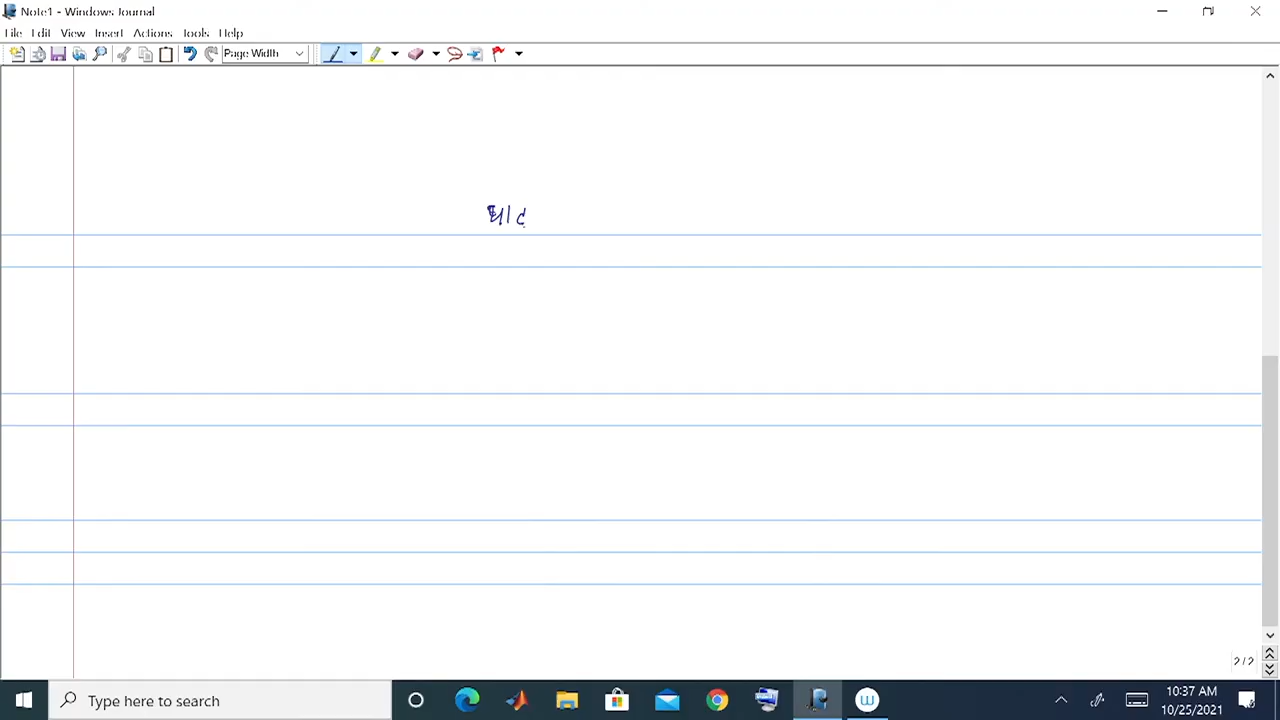 Note1 - Windows Journal
File Edit View Insert Actions Tools Help
Page Width
2/2
Type here to search
10:37 AM
10/25/2021